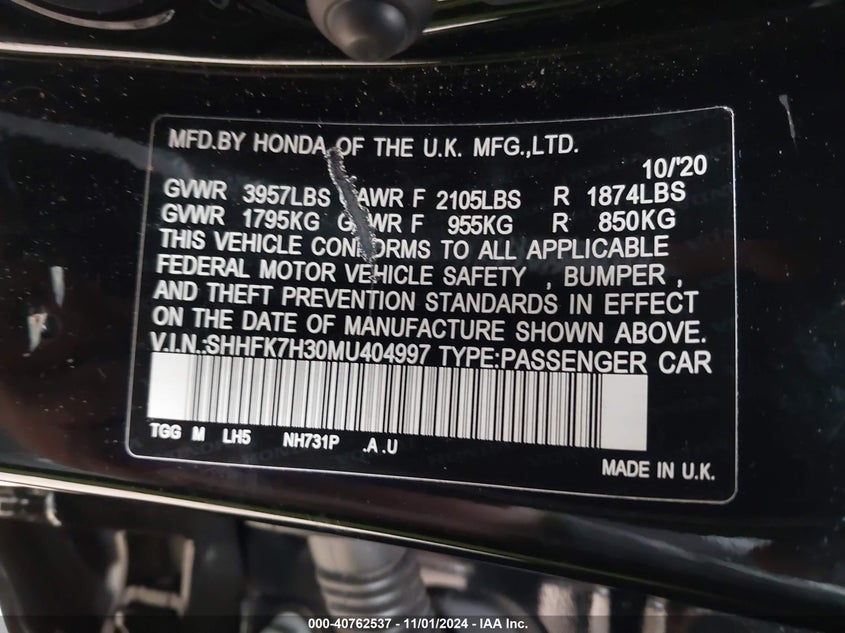 MFD.BY HONDA OF THE U.K. MFG.,LTD.
10/'20
GVWR 3957LBS AWR F 2105LBS R 1874LBS
GVWR 1795KG G WR F 955KG R 850KG
THIS VEHICLE CONFORMS TO ALL APPLICABLE
FEDERAL MOTOR VEHICLE SAFETY , BUMPER ,
AND THEFT PREVENTION STANDARDS IN EFFECT
ON THE DATE OF MANUFACTURE SHOWN ABOVE.
V.I.N.:SHHFK7H30MU404997 TYPE:PASSENGER CAR
TGG M LH5 NH731P .A .U
MADE IN U.K.
000-40762537 - 11/01/2024 - IAA Inc.